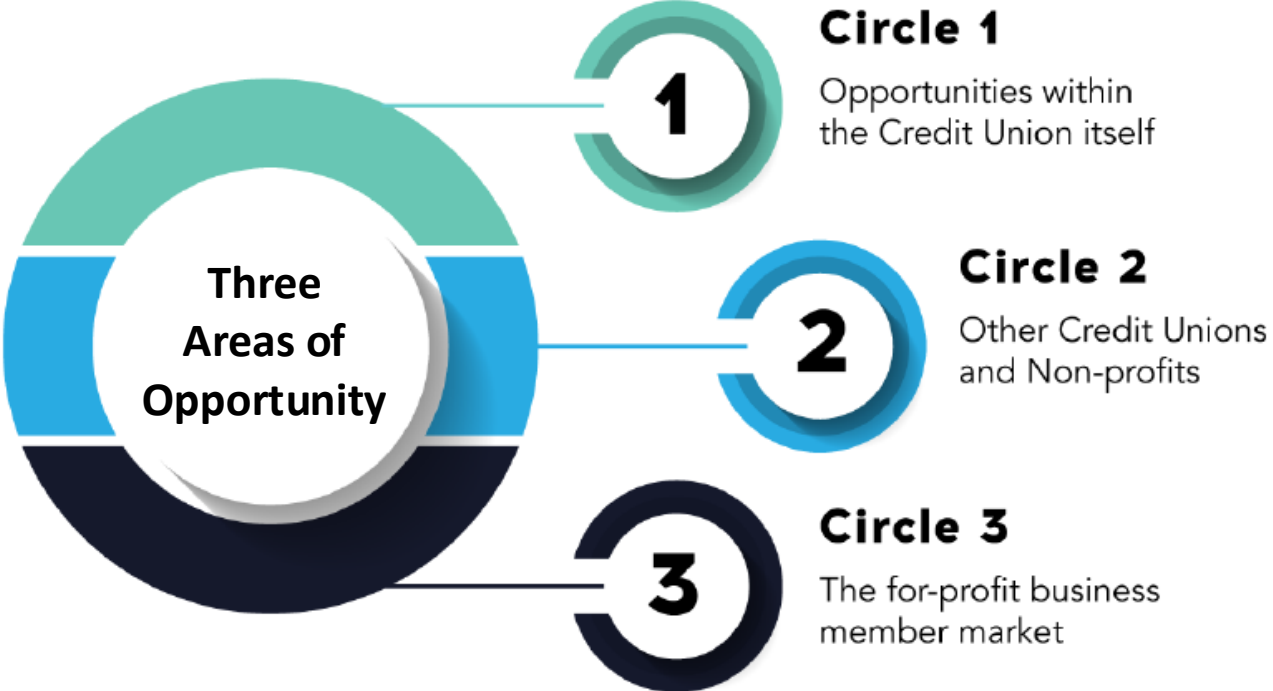 Three
Areas of
Opportunity
1
Circle 1
Opportunities within
the Credit Union itself
2
Circle 2
Other Credit Unions
and Non-profits
3
Circle 3
The for-profit business
member market